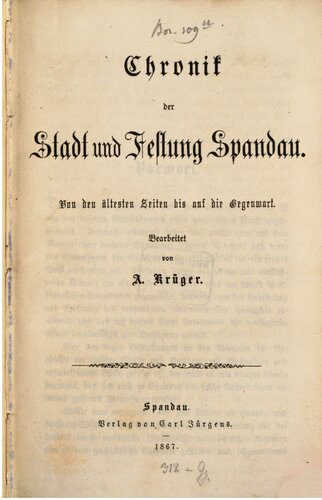 Bor. 109 u
Chronik
der
Stadt und Festung Spandau.
Von den ältesten Zeiten bis auf die Gegenwart.
Bearbeitet
von
A. Krüger.
Spandau.
Verlag von Carl Jürgens.
1867.
312-